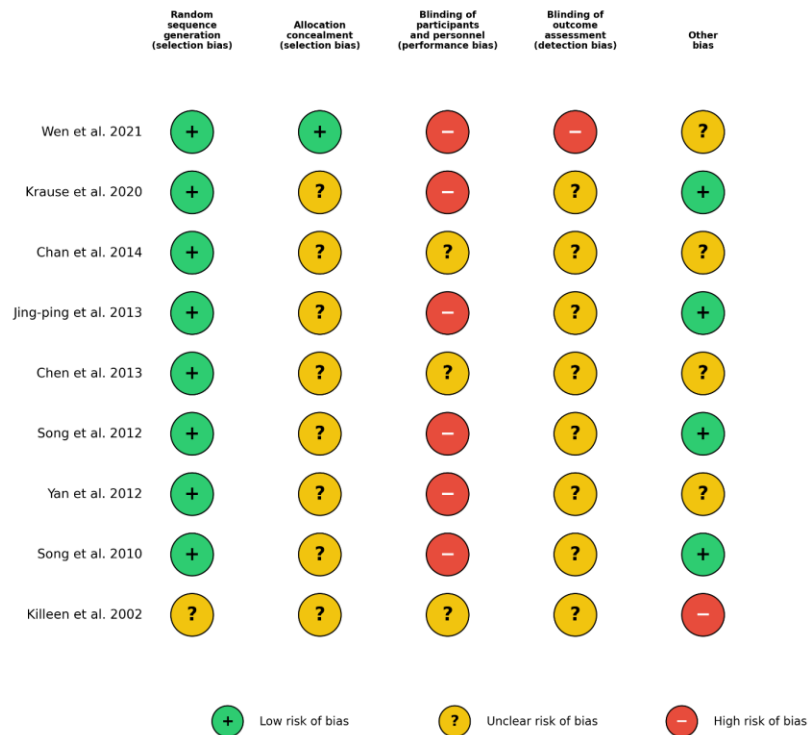 Random
sequence
generation
(selection bias)
Allocation
concealment
(selection bias)
Blinding of
participants
and personnel
(performance bias)
Blinding of
outcome
assessment
(detection bias)
Other
bias
Wen et al. 2021 + + − − ?
Krause et al. 2020 + ? − ? +
Chan et al. 2014 + ? ? ? ?
Jing-ping et al. 2013 + ? − ? +
Chen et al. 2013 + ? ? ? ?
Song et al. 2012 + ? − ? +
Yan et al. 2012 + ? − ? ?
Song et al. 2010 + ? − ? +
Killeen et al. 2002 ? ? ? ? −
+ Low risk of bias ? Unclear risk of bias − High risk of bias